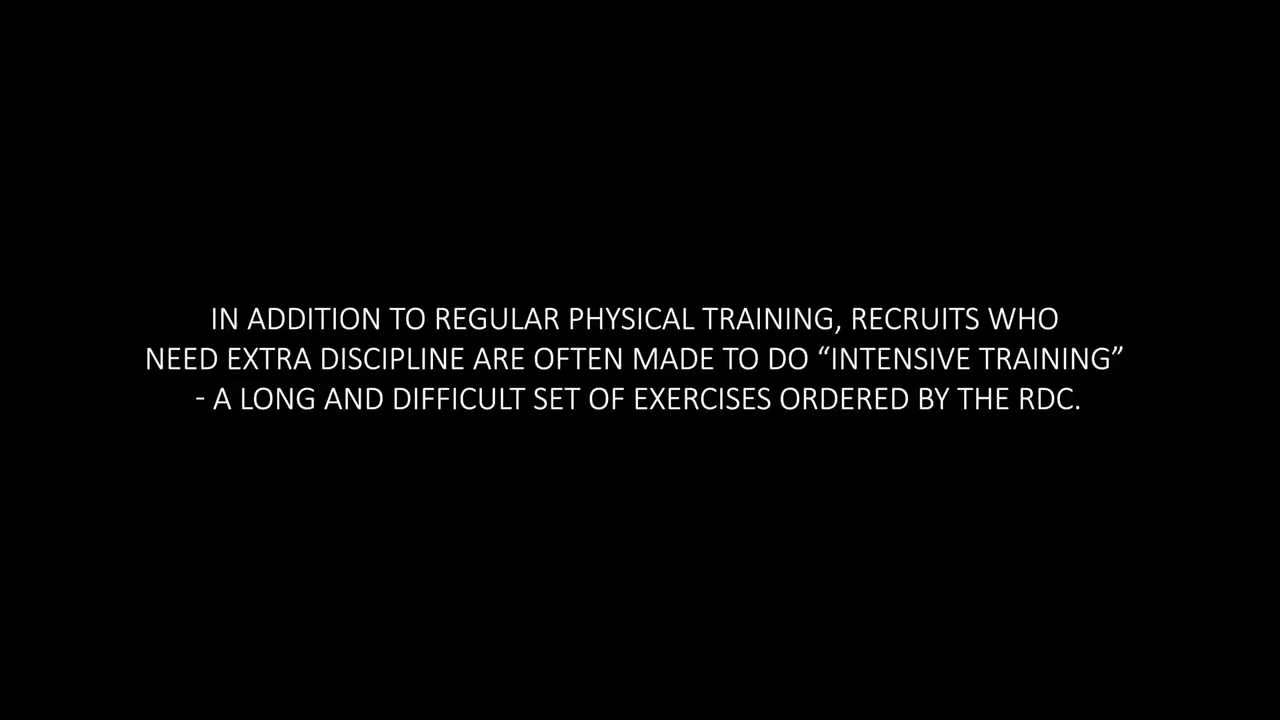 IN ADDITION TO REGULAR PHYSICAL TRAINING, RECRUITS WHO
NEED EXTRA DISCIPLINE ARE OFTEN MADE TO DO “INTENSIVE TRAINING”
- A LONG AND DIFFICULT SET OF EXERCISES ORDERED BY THE RDC.